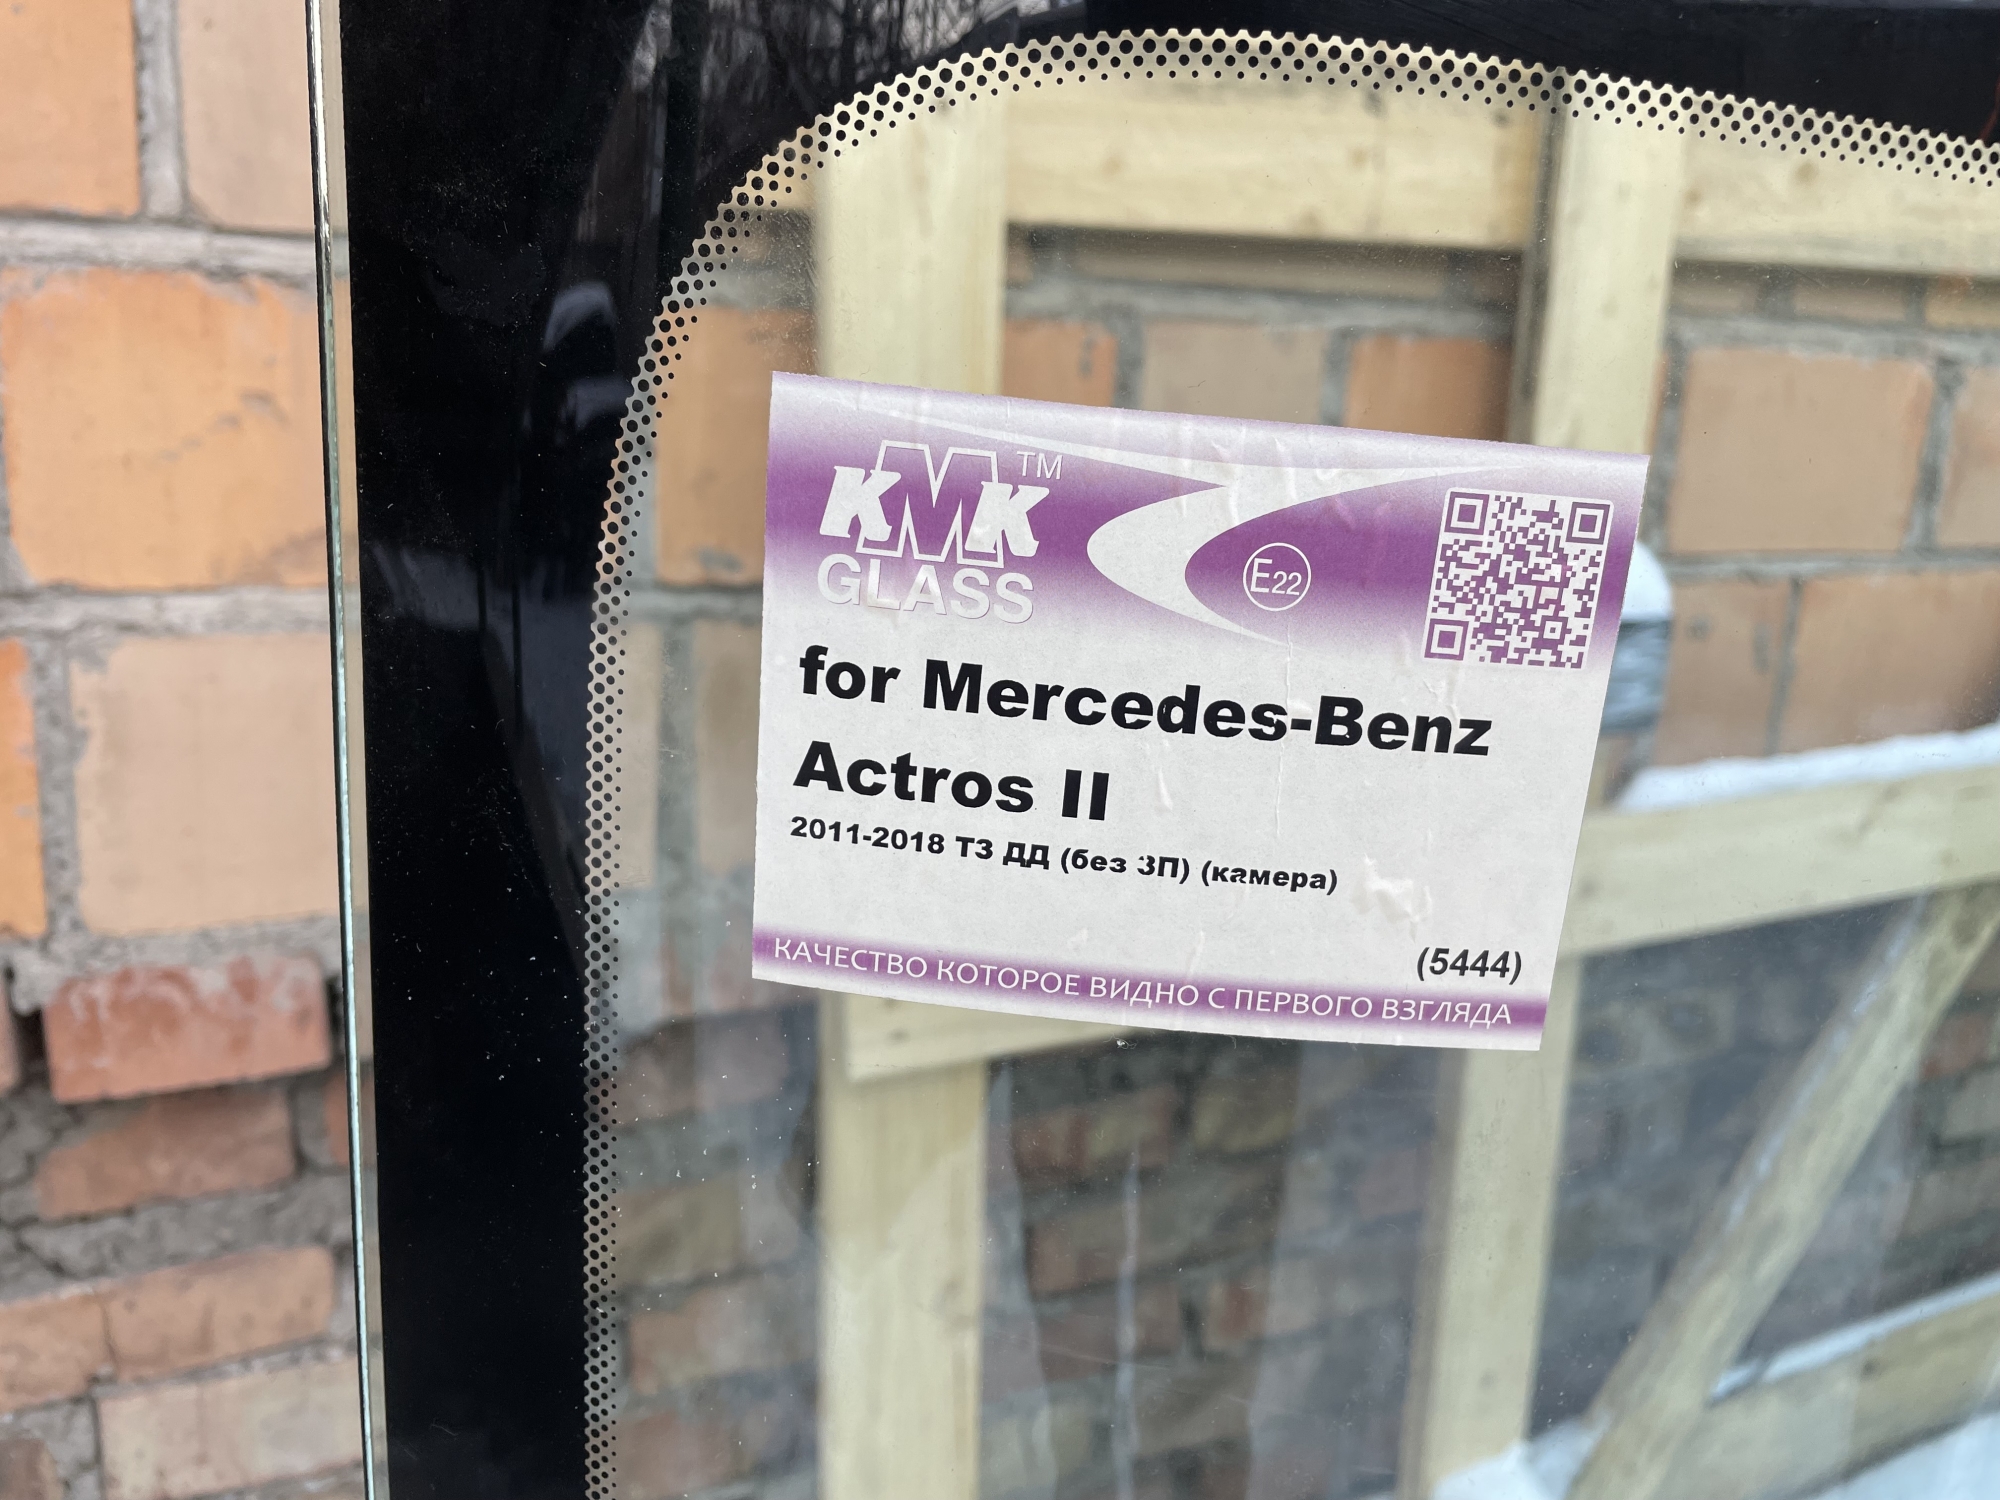 KMK TM
GLASS
E22
for Mercedes-Benz
Actros II
2011-2018 ТЗ ДД (без ЗП) (камера)
(5444)
КАЧЕСТВО КОТОРОЕ ВИДНО С ПЕРВОГО ВЗГЛЯДА